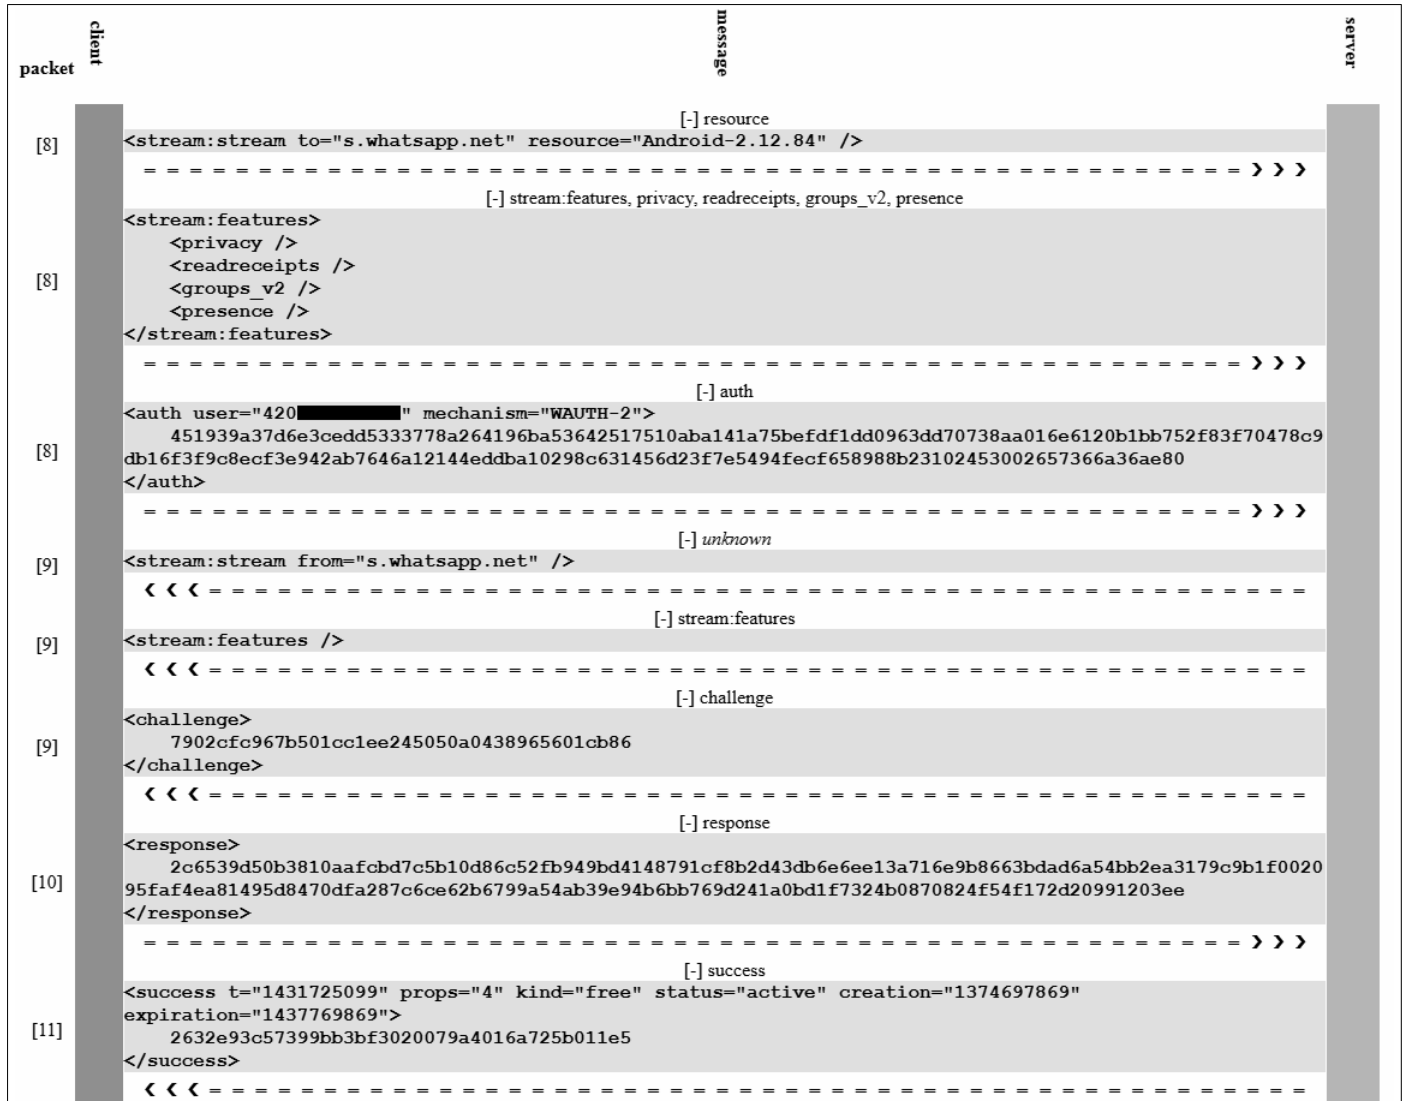 packet client message server
[-] resource
[8] <stream:stream to="s.whatsapp.net" resource="Android-2.12.84" />
= = = = = = = = = = = = = = = = = = = = = = = = = = = = = = = = = = = = = = = = = = = = = = = = ❯ ❯ ❯
[-] stream:features, privacy, readreceipts, groups_v2, presence
<stream:features>
<privacy />
<readreceipts />
[8]
<groups_v2 />
<presence />
</stream:features>
= = = = = = = = = = = = = = = = = = = = = = = = = = = = = = = = = = = = = = = = = = = = = = = = ❯ ❯ ❯
[-] auth
<auth user="420" mechanism="WAUTH-2">
451939a37d6e3cedd5333778a264196ba53642517510aba141a75befdf1dd0963dd70738aa016e6120b1bb752f83f70478c9
[8] db16f3f9c8ecf3e942ab7646a12144eddba10298c631456d23f7e5494fecf658988b23102453002657366a36ae80
</auth>
= = = = = = = = = = = = = = = = = = = = = = = = = = = = = = = = = = = = = = = = = = = = = = = = ❯ ❯ ❯
[-] unknown
[9] <stream:stream from="s.whatsapp.net" />
❮ ❮ ❮ = = = = = = = = = = = = = = = = = = = = = = = = = = = = = = = = = = = = = = = = = = = = = = = =
[-] stream:features
[9] <stream:features />
❮ ❮ ❮ = = = = = = = = = = = = = = = = = = = = = = = = = = = = = = = = = = = = = = = = = = = = = = = =
[-] challenge
<challenge>
[9] 7902cfc967b501cc1ee245050a0438965601cb86
</challenge>
❮ ❮ ❮ = = = = = = = = = = = = = = = = = = = = = = = = = = = = = = = = = = = = = = = = = = = = = = = =
[-] response
<response>
2c6539d50b3810aafcbd7c5b10d86c52fb949bd4148791cf8b2d43db6e6ee13a716e9b8663bdad6a54bb2ea3179c9b1f0020
[10] 95faf4ea81495d8470dfa287c6ce62b6799a54ab39e94b6bb769d241a0bd1f7324b0870824f54f172d20991203ee
</response>
= = = = = = = = = = = = = = = = = = = = = = = = = = = = = = = = = = = = = = = = = = = = = = = = ❯ ❯ ❯
[-] success
<success t="1431725099" props="4" kind="free" status="active" creation="1374697869"
expiration="1437769869">
[11] 2632e93c57399bb3bf3020079a4016a725b011e5
</success>
❮ ❮ ❮ = = = = = = = = = = = = = = = = = = = = = = = = = = = = = = = = = = = = = = = = = = = = = = = =